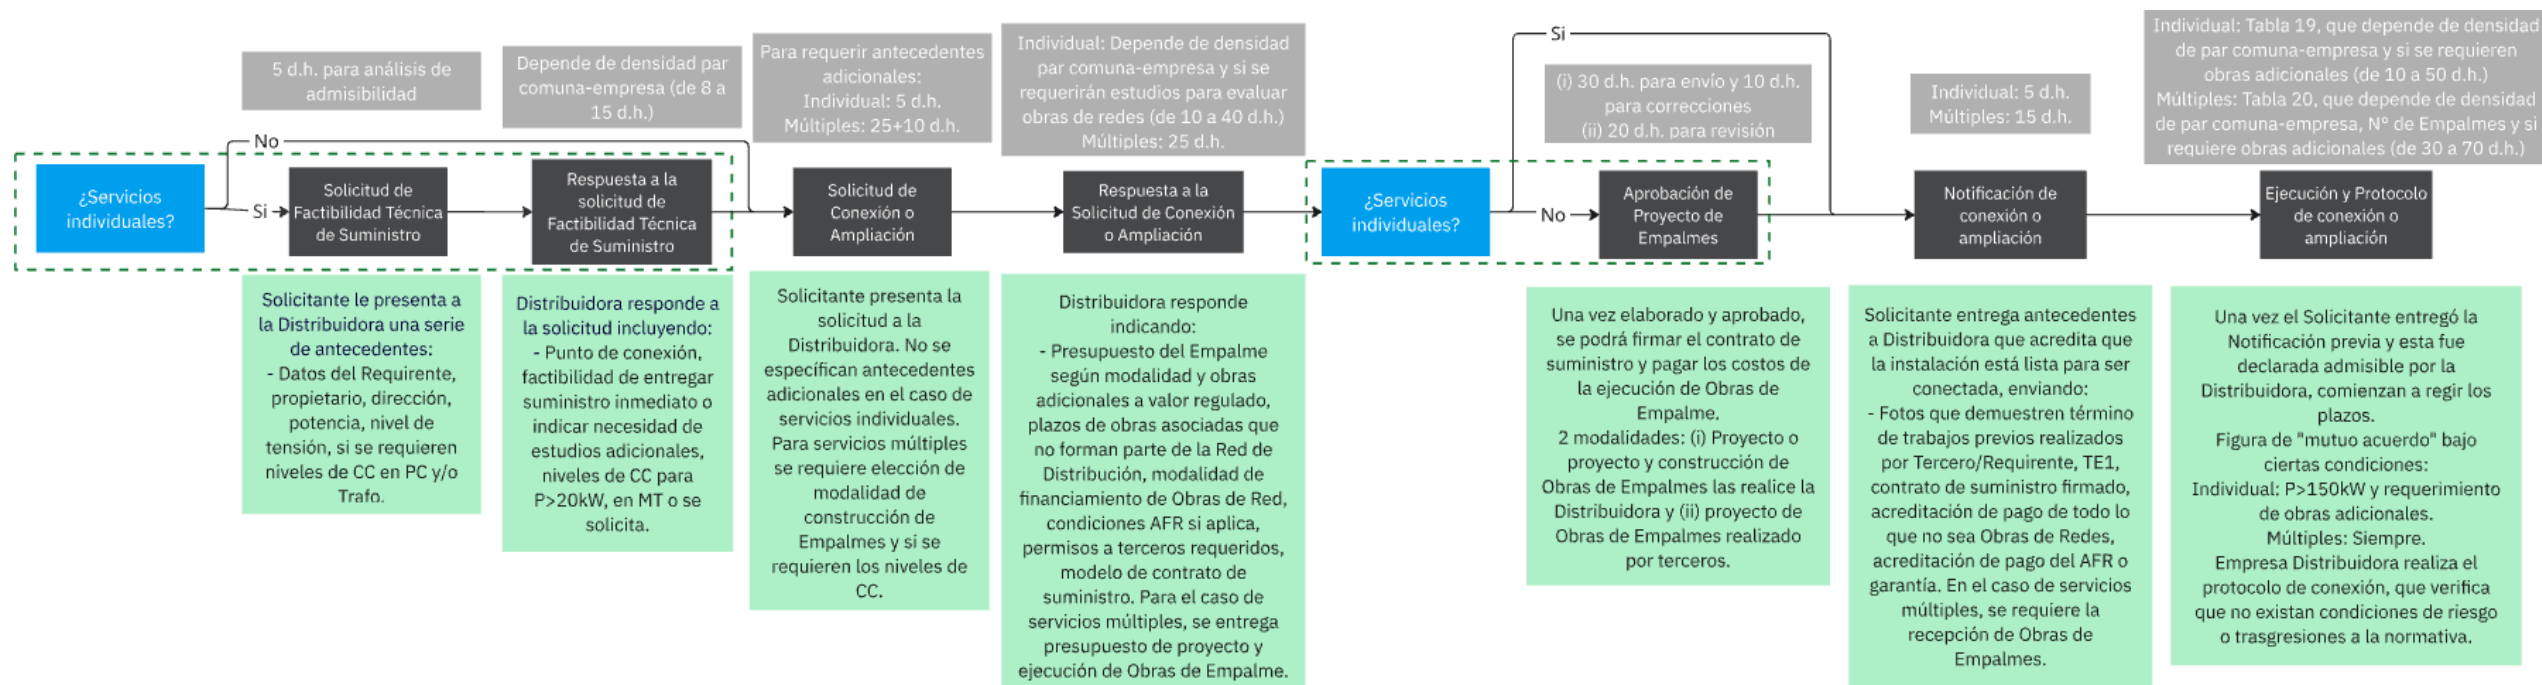 5 d.h. para análisis de
admisibilidad
Depende de densidad par
comuna-empresa (de 8 a
15 d.h.)
Para requerir antecedentes
adicionales:
Individual: 5 d.h.
Múltiples: 25+10 d.h.
Individual: Depende de densidad
par comuna-empresa y si se
requerirán estudios para evaluar
obras de redes (de 10 a 40 d.h.)
Múltiples: 25 d.h.
Si
(i) 30 d.h. para envío y 10 d.h.
para correcciones
(ii) 20 d.h. para revisión
Individual: 5 d.h.
Múltiples: 15 d.h.
Individual: Tabla 19, que depende de densidad
de par comuna-empresa y si se requieren
obras adicionales (de 10 a 50 d.h.)
Múltiples: Tabla 20, que depende de densidad
de par comuna-empresa, Nº de Empalmes y si
requiere obras adicionales (de 30 a 70 d.h.)
¿Servicios
individuales?
No
Si
Solicitud de
Factibilidad Técnica
de Suministro
Respuesta a la
solicitud de
Factibilidad Técnica
de Suministro
Solicitud de
Conexión o
Ampliación
Respuesta a la
Solicitud de Conexión
o Ampliación
¿Servicios
individuales?
No
Aprobación de
Proyecto de
Empalmes
Notificación de
conexión o
ampliación
Ejecución y Protocolo
de conexión o
ampliación
Solicitante le presenta a
la Distribuidora una serie
de antecedentes:
- Datos del Requirente,
propietario, dirección,
potencia, nivel de
tensión, si se requieren
niveles de CC en PC y/o
Trafo.
Distribuidora responde a
la solicitud incluyendo:
- Punto de conexión,
factibilidad de entregar
suministro inmediato o
indicar necesidad de
estudios adicionales,
niveles de CC para
P>20kW, en MT o se
solicita.
Solicitante presenta la
solicitud a la
Distribuidora. No se
específican antecedentes
adicionales en el caso de
servicios individuales.
Para servicios múltiples
se requiere elección de
modalidad de
construcción de
Empalmes y si se
requieren los niveles de
CC.
Distribuidora responde
indicando:
- Presupuesto del Empalme
según modalidad y obras
adicionales a valor regulado,
plazos de obras asociadas que
no forman parte de la Red de
Distribución, modalidad de
financiamiento de Obras de Red,
condiciones AFR si aplica,
permisos a terceros requeridos,
modelo de contrato de
suministro. Para el caso de
servicios múltiples, se entrega
presupuesto de proyecto y
ejecución de Obras de Empalme.
Una vez elaborado y aprobado,
se podrá firmar el contrato de
suministro y pagar los costos de
la ejecución de Obras de
Empalme.
2 modalidades: (i) Proyecto o
proyecto y construcción de
Obras de Empalmes las realice la
Distribuidora y (ii) proyecto de
Obras de Empalmes realizado
por terceros.
Solicitante entrega antecedentes
a Distribuidora que acredita que
la instalación está lista para ser
conectada, enviando:
- Fotos que demuestren término
de trabajos previos realizados
por Tercero/Requirente, TE1,
contrato de suministro firmado,
acreditación de pago de todo lo
que no sea Obras de Redes,
acreditación de pago del AFR o
garantía. En el caso de servicios
múltiples, se requiere la
recepción de Obras de
Empalmes.
Una vez el Solicitante entregó la
Notificación previa y esta fue
declarada admisible por la
Distribuidora, comienzan a regir los
plazos.
Figura de "mutuo acuerdo" bajo
ciertas condiciones:
Individual: P>150kW y requerimiento
de obras adicionales.
Múltiples: Siempre.
Empresa Distribuidora realiza el
protocolo de conexión, que verifica
que no existan condiciones de riesgo
o trasgresiones a la normativa.